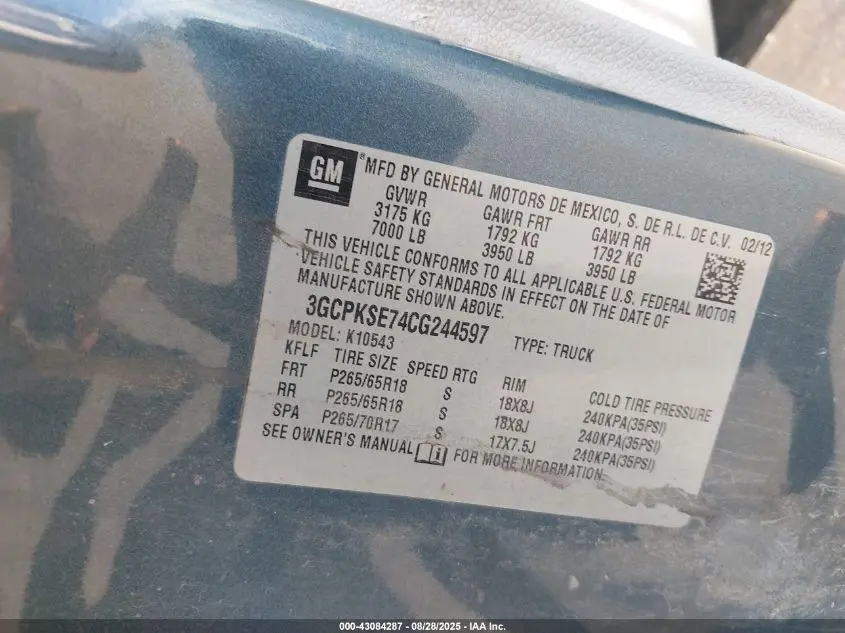 GM
®MFD BY GENERAL MOTORS DE MEXICO, S. DE R.L. DE C.V. 02/12
GVWR GAWR FRT GAWR RR
3175 KG 1792 KG 1792 KG
7000 LB 3950 LB 3950 LB
THIS VEHICLE CONFORMS TO ALL APPLICABLE U.S. FEDERAL MOTOR
VEHICLE SAFETY STANDARDS IN EFFECT ON THE DATE OF
MANUFACTURE SHOWN ABOVE.
3GCPKSE74CG244597 TYPE: TRUCK
MODEL: K10543
KFLF TIRE SIZE SPEED RTG RIM COLD TIRE PRESSURE
FRT P265/65R18 S 18X8J 240KPA(35PSI)
RR P265/65R18 S 18X8J 240KPA(35PSI)
SPA P265/70R17 S 17X7.5J 240KPA(35PSI)
SEE OWNER'S MANUAL FOR MORE INFORMATION.
000-43084287 - 08/28/2025 - IAA Inc.